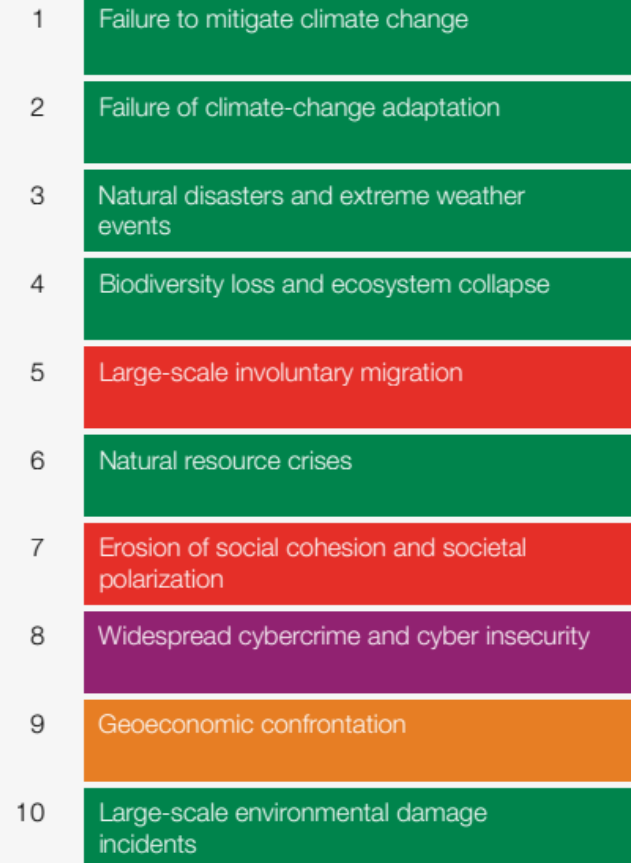 1 Failure to mitigate climate change
2 Failure of climate-change adaptation
3 Natural disasters and extreme weather
events
4 Biodiversity loss and ecosystem collapse
5 Large-scale involuntary migration
6 Natural resource crises
7 Erosion of social cohesion and societal
polarization
8 Widespread cybercrime and cyber insecurity
9 Geoeconomic confrontation
10 Large-scale environmental damage
incidents